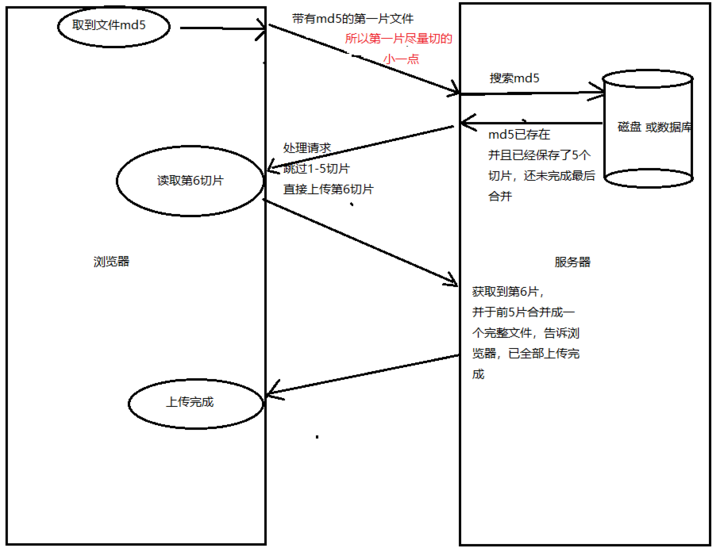 取到文件md5
带有md5的第一片文件
所以第一片尽量切的
小一点
搜索md5
磁盘 或数据库
md5已存在
并且已经保存了5个
切片，还未完成最后
合并
处理请求
跳过1-5切片
直接上传第6切片
读取第6切片
浏览器
服务器
获取到第6片，
并于前5片合并成一
个完整文件，告诉浏
览器，已全部上传完
成
上传完成